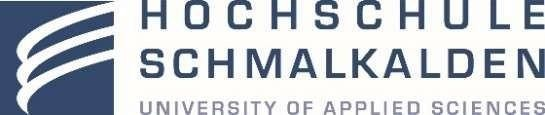 HOCHSCHULE
SCHMALKALDEN
UNIVERSITY OF APPLIED SCIENCES